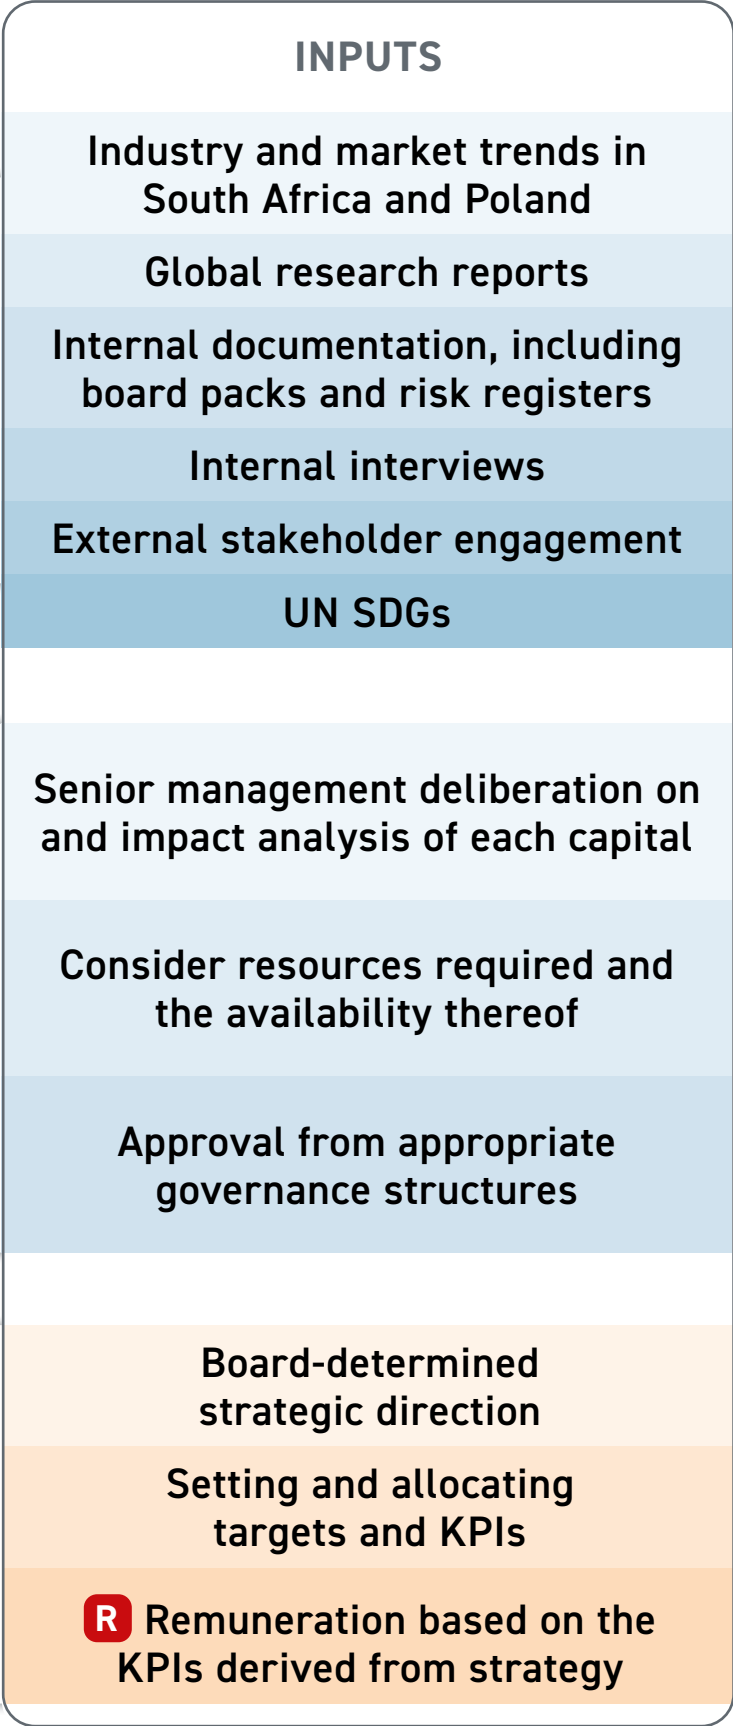 INPUTS
Industry and market trends in
South Africa and Poland
Global research reports
Internal documentation, including
board packs and risk registers
Internal interviews
External stakeholder engagement
UN SDGs
Senior management deliberation on
and impact analysis of each capital
Consider resources required and
the availability thereof
Approval from appropriate
governance structures
Board-determined
strategic direction
Setting and allocating
targets and KPIs
R Remuneration based on the
KPIs derived from strategy